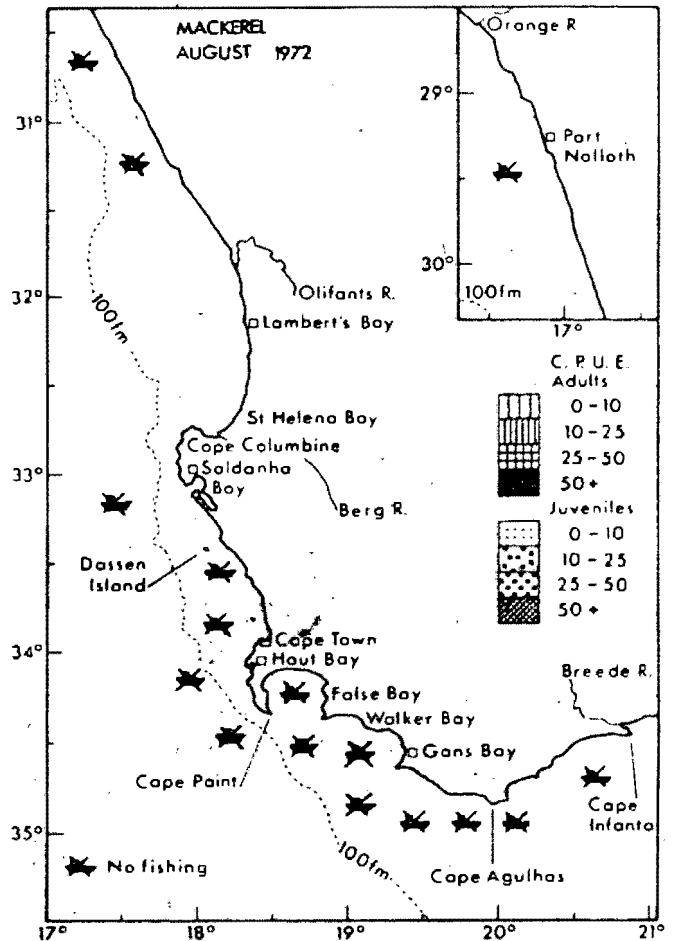 MACKEREL
AUGUST 1972
Orange R
29°
Port
Nolloth
30°
100fm
17°
31°
32°
33°
34°
35°
100fm
Olifants R.
Lambert's Bay
St Helena Bay
Cape Columbine
Saldanha
Bay
Berg R.
Dassen
Island
Cape Town
Hout Bay
False Bay
Walker Bay
Gans Bay
Breede R.
Cape Point
Cape
Infanta
Cape Agulhas
100fm
No fishing
C. P. U. E.
Adults
0-10
10-25
25-50
50+
Juveniles
0-10
10-25
25-50
50+
17°
18°
19°
20°
21°